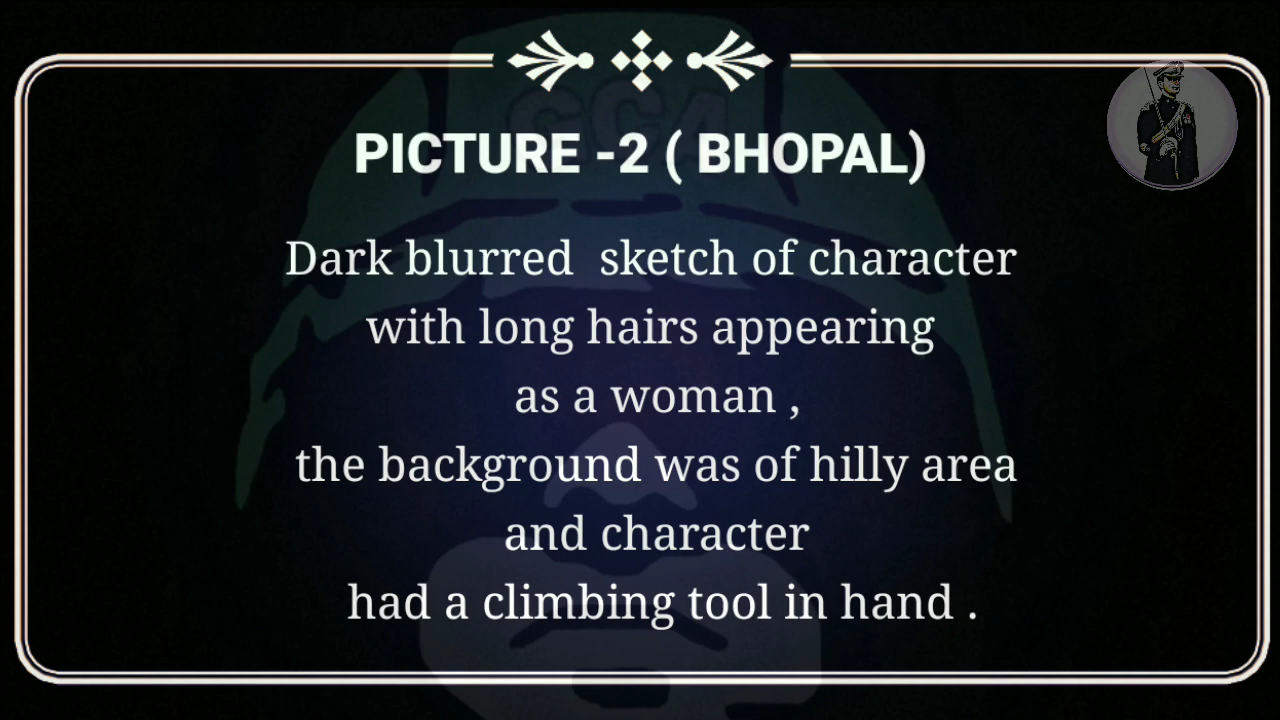 CCA
PICTURE -2 ( BHOPAL)
Dark blurred sketch of character
with long hairs appearing
as a woman ,
the background was of hilly area
and character
had a climbing tool in hand .